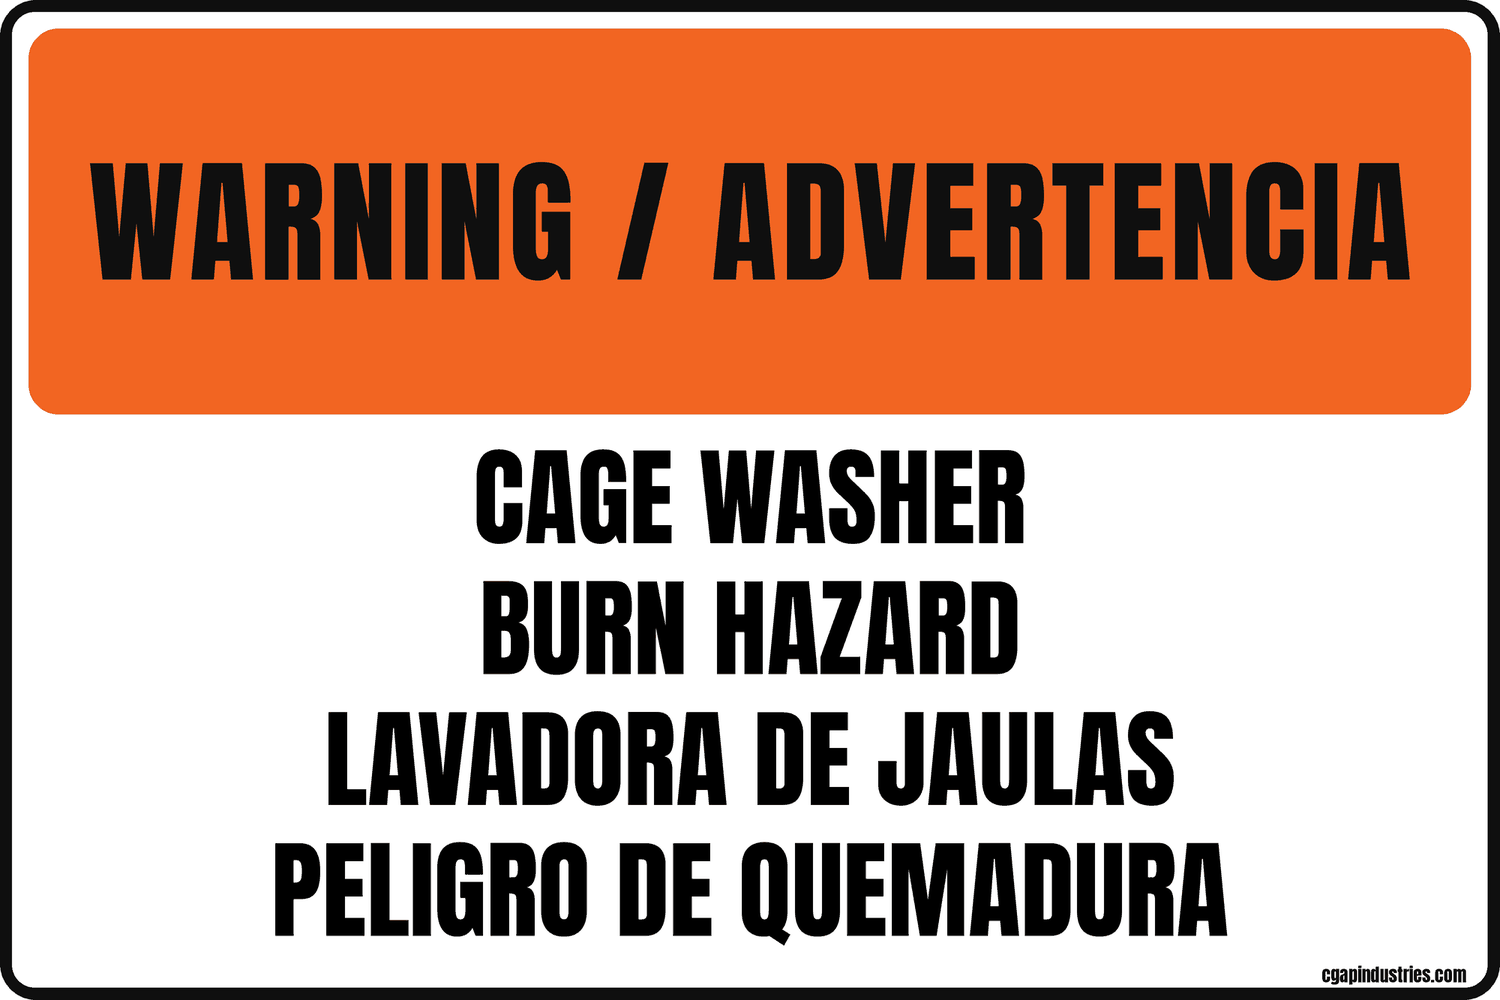 WARNING / ADVERTENCIA
CAGE WASHER
BURN HAZARD
LAVADORA DE JAULAS
PELIGRO DE QUEMADURA
cgapindustries.com